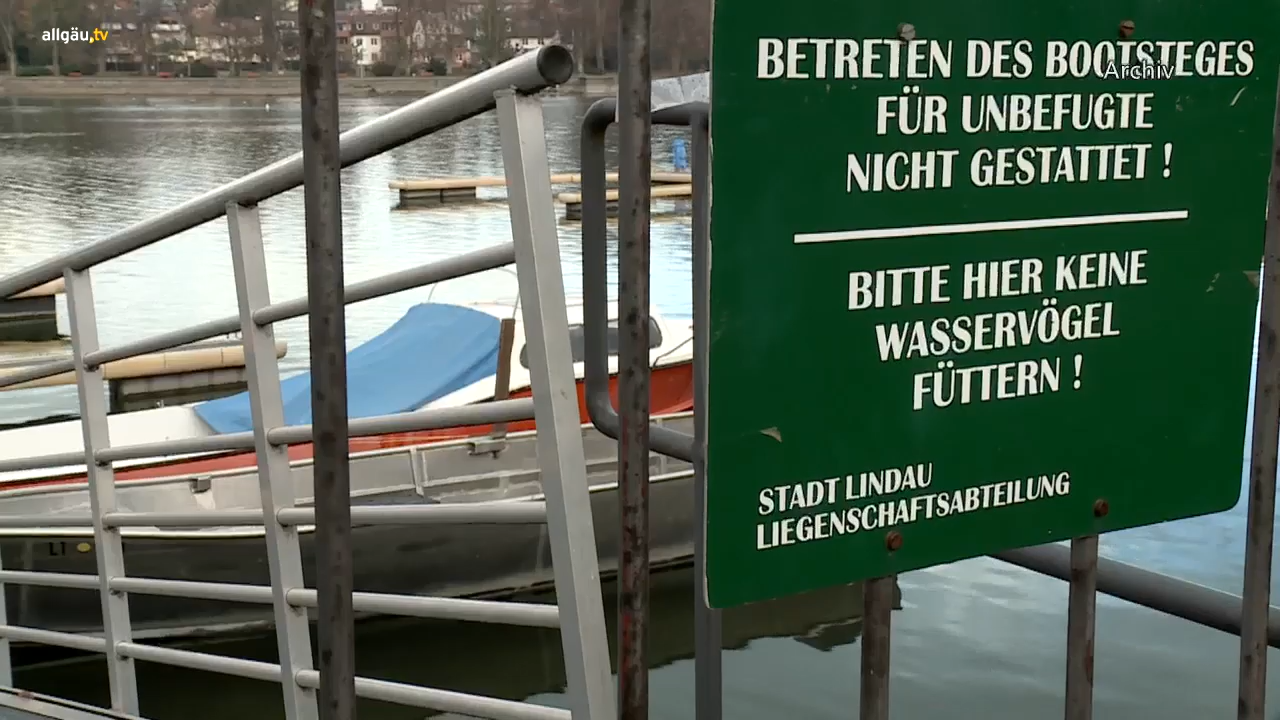 allgäu.tv
Archiv
BETRETEN DES BOOTSTEGES
FÜR UNBEFUGTE
NICHT GESTATTET !
BITTE HIER KEINE
WASSERVÖGEL
FÜTTERN !
STADT LINDAU
LIEGENSCHAFTSABTEILUNG